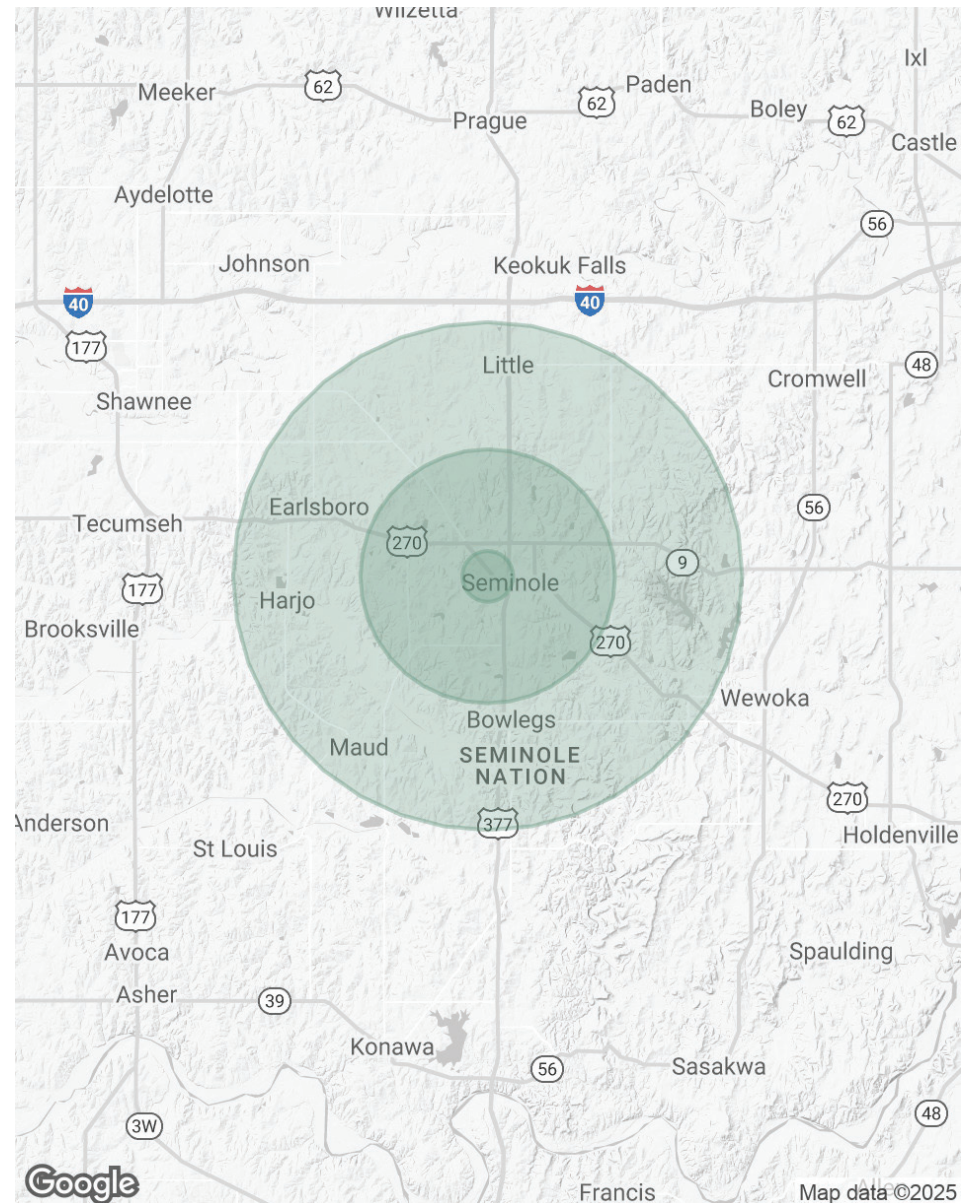 Wilzetta
Ixl
Meeker
62
62
Paden
Prague
Boley
62
Castle
Aydelotte
56
Johnson
Keokuk Falls
40
40
177
Little
48
Shawnee
Cromwell
Earlsboro
56
Tecumseh
270
9
Seminole
177
Harjo
Brooksville
270
Wewoka
Bowlegs
Maud
SEMINOLE
NATION
270
377
Anderson
Holdenville
St Louis
177
Avoca
Spaulding
Asher
39
Konawa
56
Sasakwa
3W
48
Google
Francis
Map data ©2025